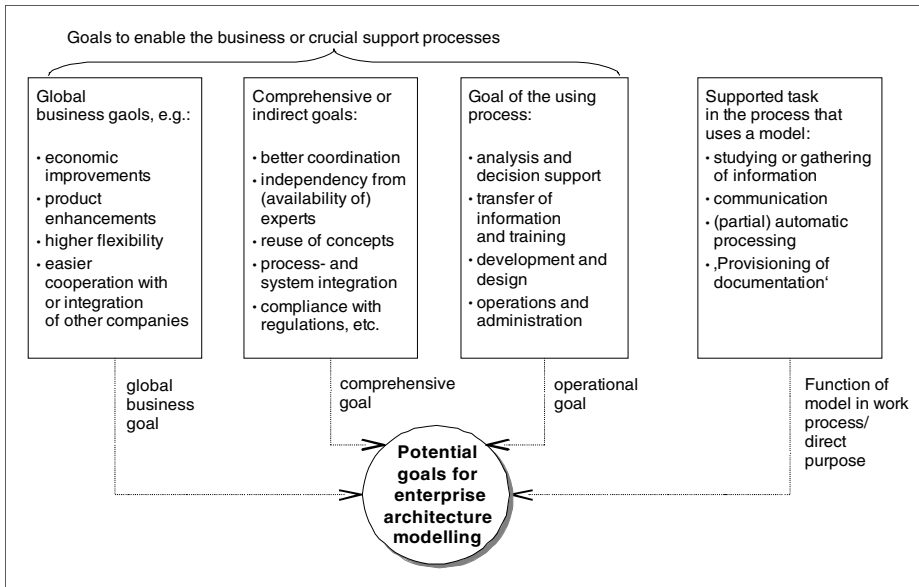 Goals to enable the business or crucial support processes
Global
business gaols, e.g.:
• economic
improvements
• product
enhancements
• higher flexibility
• easier
cooperation with
or integration
of other companies
Comprehensive or
indirect goals:
• better coordination
• independency from
(availability of)
experts
• reuse of concepts
• process- and
system integration
• compliance with
regulations, etc.
Goal of the using
process:
• analysis and
decision support
• transfer of
information
and training
• development and
design
• operations and
administration
Supported task
in the process that
uses a model:
• studying or gathering
of information
• communication
• (partial) automatic
processing
• ‚Provisioning of
documentation‘
global
business
goal
comprehensive
goal
operational
goal
Function of
model in work
process/
direct
purpose
Potential
goals for
enterprise
architecture
modelling